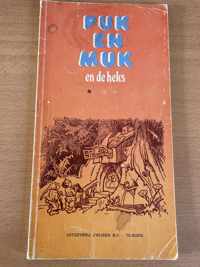 PUK
EN
MUK
en de heks
UITGEVERIJ ZWIJSEN B.V. - TILBURG